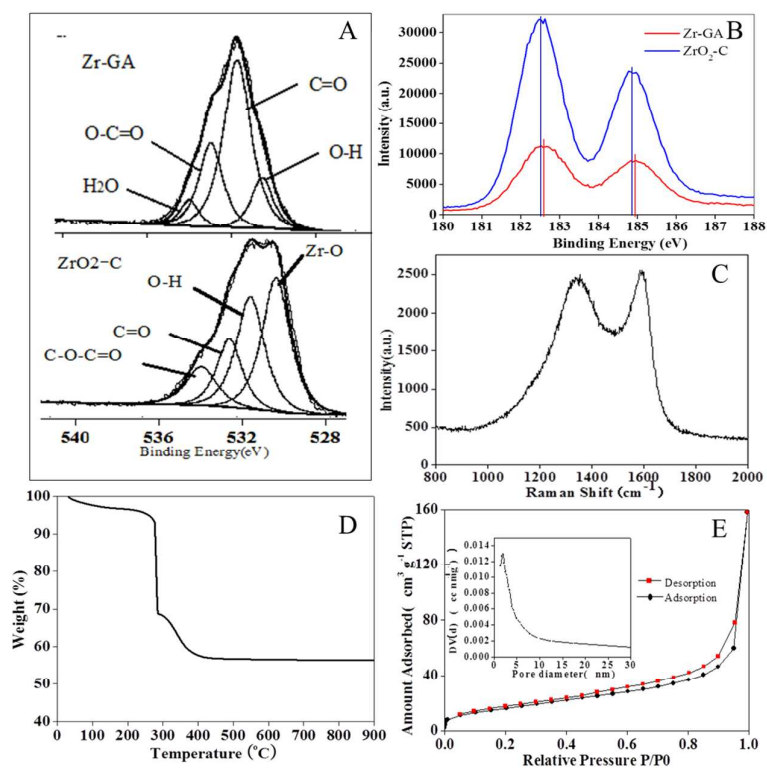 A
Zr-GA
C=O
O-C=O
O-H
H2O
ZrO2-C
Zr-O
O-H
C=O
C-O-C=O
540 536 532 528
Binding Energy(eV)
B
Zr-GA
ZrO2-C
Intensity (a.u.)
30000
25000
20000
15000
10000
5000
0
180 181 182 183 184 185 186 187 188
Binding Energy (eV)
C
Intensity(a.u.)
2500
2000
1500
1000
500
0
800 1000 1200 1400 1600 1800 2000
Raman Shift(cm-1)
D
Weight (%)
100
90
80
70
60
50
40
0 100 200 300 400 500 600 700 800 900
Temperature (°C)
E
Amount Adsorbed( cm3g-1 STP)
160
120
80
40
0
0.0 0.2 0.4 0.6 0.8 1.0
Relative Pressure P/P0
Desorption
Adsorption
DV(d) ( cc nmg) )
0.014
0.012
0.010
0.008
0.006
0.004
0.002
0.000
5 10 15 20 25 30
Pore diameter( nm)